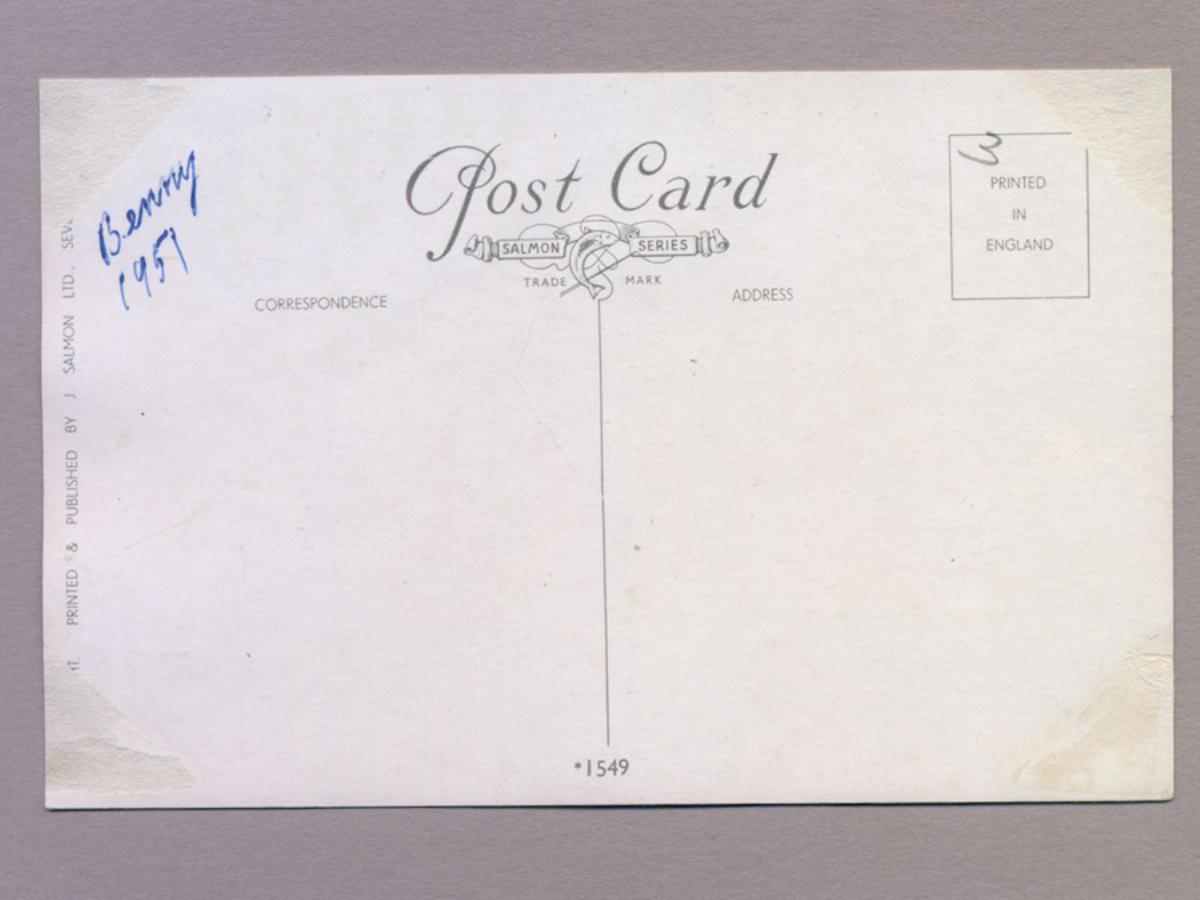 Benny
1951
Post Card
SALMON SERIES
TRADE MARK
CORRESPONDENCE
ADDRESS
3
PRINTED
IN
ENGLAND
PRINTED & PUBLISHED BY J. SALMON LTD.,
*1549